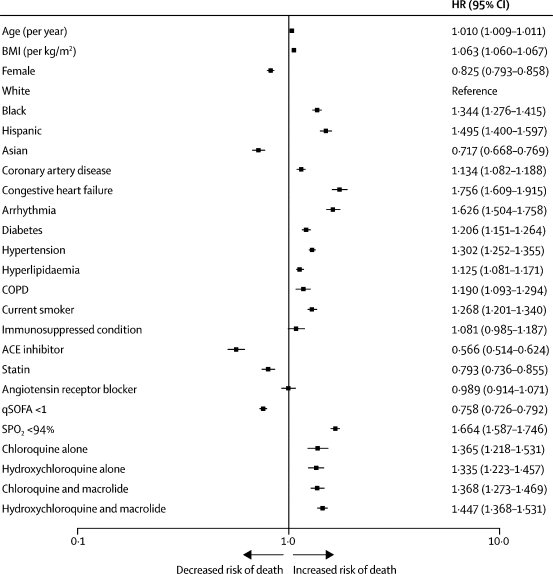 HR (95% CI)
Age (per year) 1·010 (1·009–1·011)
BMI (per kg/m²) 1·063 (1·060–1·067)
Female 0·825 (0·793–0·858)
White Reference
Black 1·344 (1·276–1·415)
Hispanic 1·495 (1·400–1·597)
Asian 0·717 (0·668–0·769)
Coronary artery disease 1·134 (1·082–1·188)
Congestive heart failure 1·756 (1·609–1·915)
Arrhythmia 1·626 (1·504–1·758)
Diabetes 1·206 (1·151–1·264)
Hypertension 1·302 (1·252–1·355)
Hyperlipidaemia 1·125 (1·081–1·171)
COPD 1·190 (1·093–1·294)
Current smoker 1·268 (1·201–1·340)
Immunosuppressed condition 1·081 (0·985–1·187)
ACE inhibitor 0·566 (0·514–0·624)
Statin 0·793 (0·736–0·855)
Angiotensin receptor blocker 0·989 (0·914–1·071)
qSOFA <1 0·758 (0·726–0·792)
SPO₂ <94% 1·664 (1·587–1·746)
Chloroquine alone 1·365 (1·218–1·531)
Hydroxychloroquine alone 1·335 (1·223–1·457)
Chloroquine and macrolide 1·368 (1·273–1·469)
Hydroxychloroquine and macrolide 1·447 (1·368–1·531)
0·1 1·0 10·0
Decreased risk of death Increased risk of death